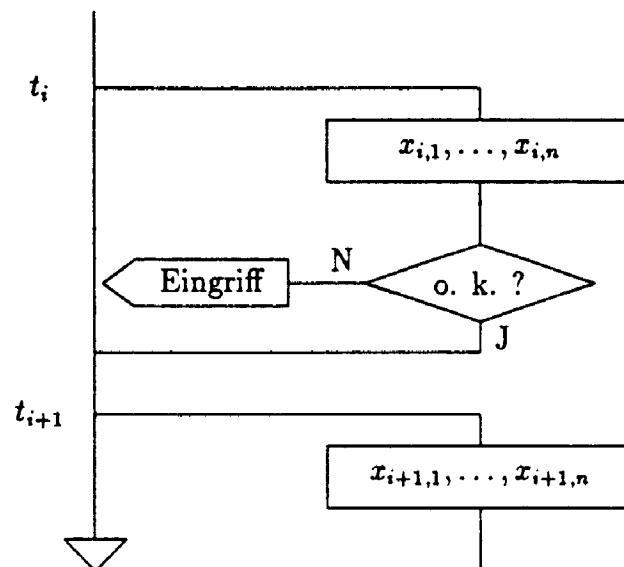 t_i
x_{i,1}, . . . , x_{i,n}
Eingriff
N
o. k. ?
J
t_{i+1}
x_{i+1,1}, . . . , x_{i+1,n}